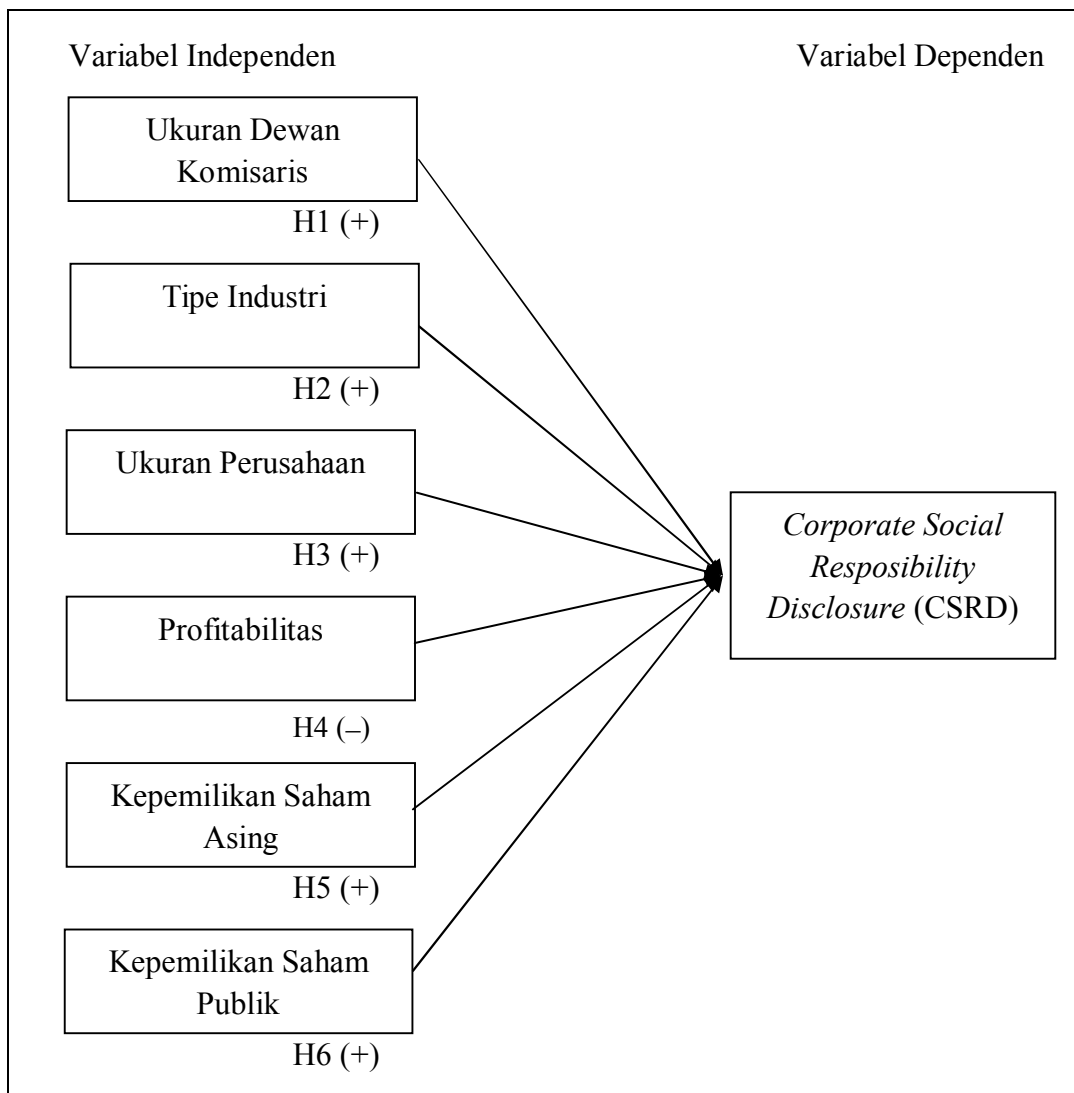 Variabel Independen
Variabel Dependen
Ukuran Dewan
Komisaris
H1 (+)
Tipe Industri
H2 (+)
Ukuran Perusahaan
H3 (+)
Profitabilitas
H4 (–)
Kepemilikan Saham
Asing
H5 (+)
Kepemilikan Saham
Publik
H6 (+)
Corporate Social
Resposibility
Disclosure (CSRD)